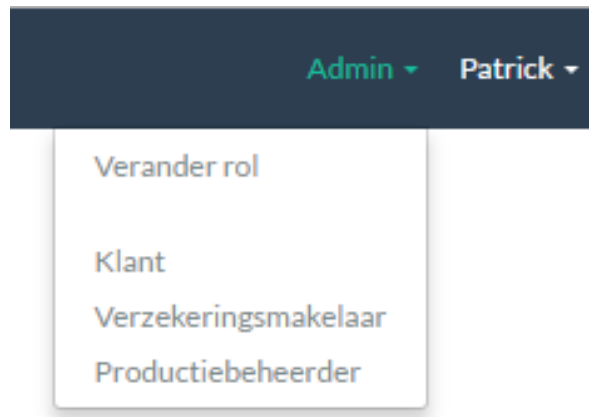 Admin Patrick
Verander rol
Klant
Verzekeringsmakelaar
Productiebeheerder